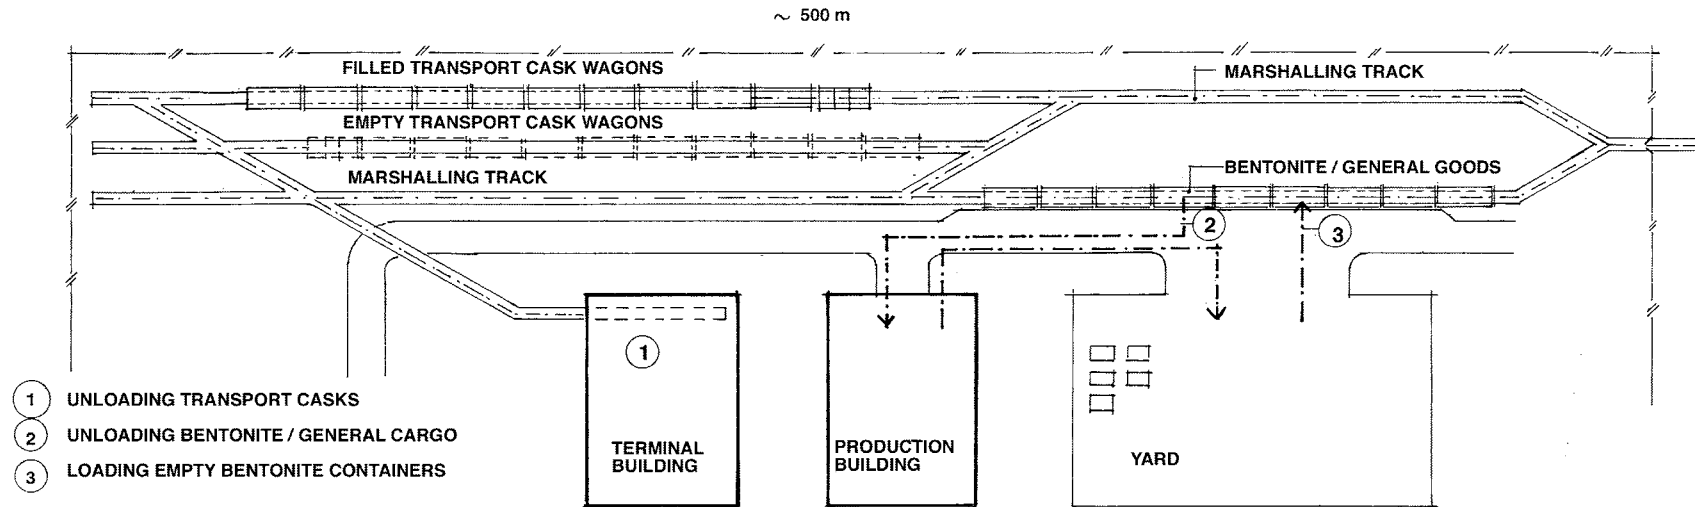 ~ 500 m
FILLED TRANSPORT CASK WAGONS
MARSHALLING TRACK
EMPTY TRANSPORT CASK WAGONS
MARSHALLING TRACK
BENTONITE / GENERAL GOODS
2
3
1
1 UNLOADING TRANSPORT CASKS
2 UNLOADING BENTONITE / GENERAL CARGO
3 LOADING EMPTY BENTONITE CONTAINERS
TERMINAL
BUILDING
PRODUCTION
BUILDING
YARD